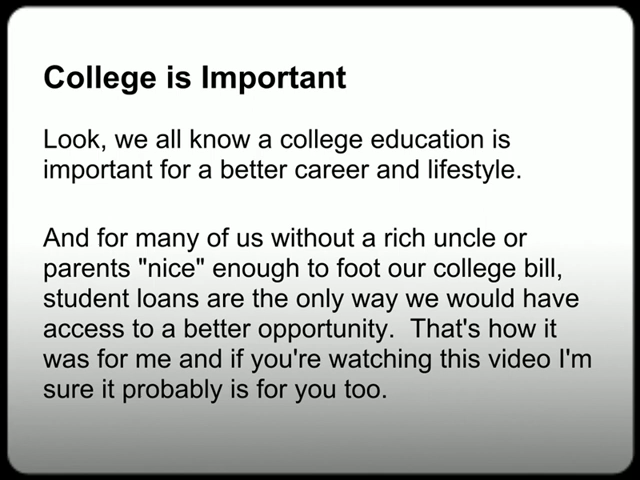 College is Important
Look, we all know a college education is
important for a better career and lifestyle.
And for many of us without a rich uncle or
parents "nice" enough to foot our college bill,
student loans are the only way we would have
access to a better opportunity.  That's how it
was for me and if you're watching this video I'm
sure it probably is for you too.